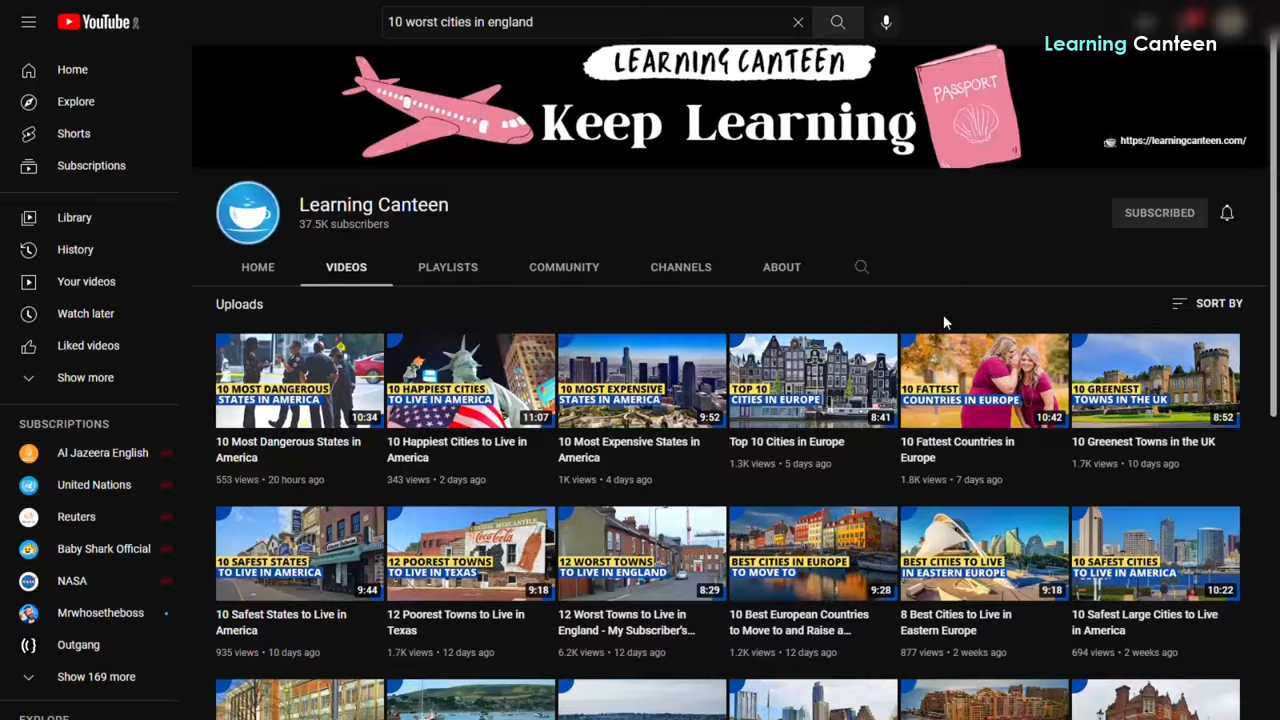 YouTube
10 worst cities in england
Learning Canteen
Home
Explore
Shorts
Subscriptions
Library
History
Your videos
Watch later
Liked videos
Show more
SUBSCRIPTIONS
Al Jazeera English
United Nations
Reuters
Baby Shark Official
NASA
Mrwhosetheboss
Outgang
Show 169 more
EXPLORE
LEARNING CANTEEN
Keep Learning
PASSPORT
https://learningcanteen.com/
Learning Canteen
37.5K subscribers
SUBSCRIBED
HOME
VIDEOS
PLAYLISTS
COMMUNITY
CHANNELS
ABOUT
Uploads
SORT BY
10 MOST DANGEROUS
STATES IN AMERICA
10:34
10 Most Dangerous States in
America
553 views • 20 hours ago
10 HAPPIEST CITIES
TO LIVE IN AMERICA
11:07
10 Happiest Cities to Live in
America
343 views • 2 days ago
10 MOST EXPENSIVE
STATES IN AMERICA
9:52
10 Most Expensive States in
America
1K views • 4 days ago
TOP 10
CITIES IN EUROPE
8:41
Top 10 Cities in Europe
1.3K views • 5 days ago
10 FATTEST
COUNTRIES IN EUROPE
10:42
10 Fattest Countries in
Europe
1.8K views • 7 days ago
10 GREENEST
TOWNS IN THE UK
8:52
10 Greenest Towns in the UK
1.7K views • 10 days ago
10 SAFEST STATES
TO LIVE IN AMERICA
9:44
10 Safest States to Live in
America
935 views • 10 days ago
Coca-Cola
12 POOREST TOWNS
TO LIVE IN TEXAS
9:18
12 Poorest Towns to Live in
Texas
1.7K views • 12 days ago
12 WORST TOWNS
TO LIVE IN ENGLAND
8:29
12 Worst Towns to Live in
England - My Subscriber's...
6.2K views • 12 days ago
BEST CITIES IN EUROPE
TO MOVE TO
9:28
10 Best European Countries
to Move to and Raise a...
1.2K views • 12 days ago
BEST CITIES TO LIVE
IN EASTERN EUROPE
9:18
8 Best Cities to Live in
Eastern Europe
877 views • 2 weeks ago
10 SAFEST CITIES
TO LIVE IN AMERICA
10:22
10 Safest Large Cities to Live
in America
694 views • 2 weeks ago